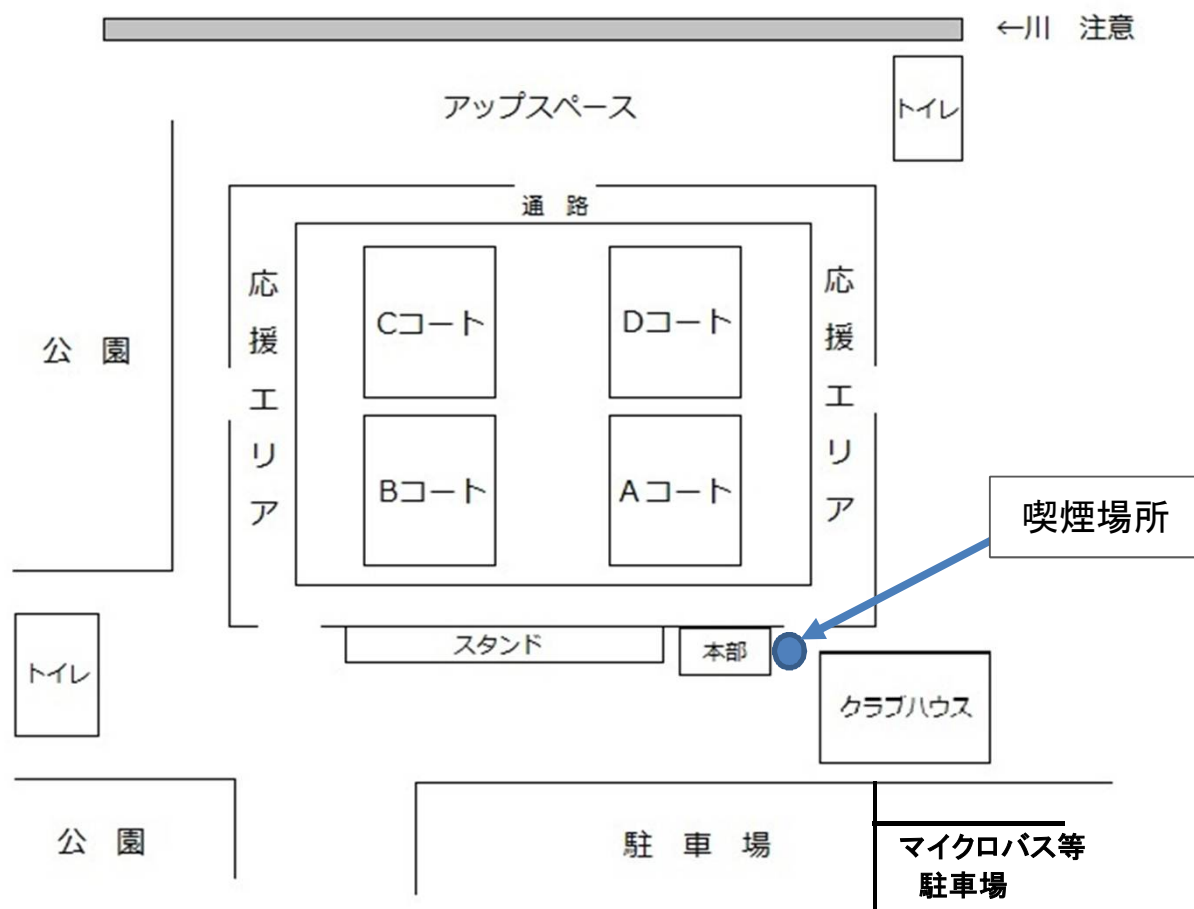 ←川　注意
トイレ
アップスペース
通 路
応援エリア
応援エリア
Cコート
Dコート
公 園
Bコート
Aコート
喫煙場所
スタンド
本部
トイレ
クラブハウス
公 園
駐 車 場
マイクロバス等
駐車場